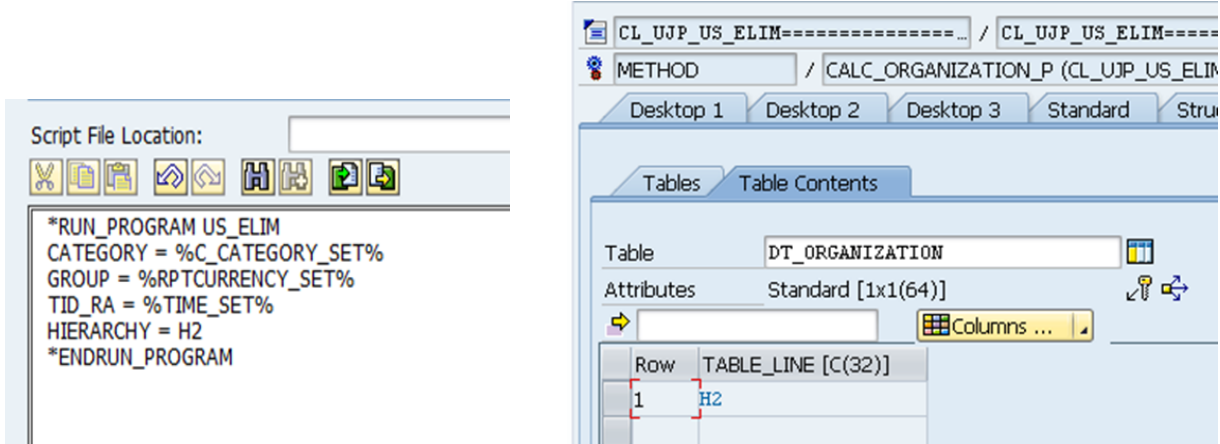 Script File Location:
*RUN_PROGRAM US_ELIM
CATEGORY = %C_CATEGORY_SET%
GROUP = %RPTCURRENCY_SET%
TID_RA = %TIME_SET%
HIERARCHY = H2
*ENDRUN_PROGRAM
CL_UJP_US_ELIM===============… / CL_UJP_US_ELIM=====
METHOD / CALC_ORGANIZATION_P (CL_UJP_US_ELIM
Desktop 1 Desktop 2 Desktop 3 Standard Stru
Tables Table Contents
Table DT_ORGANIZATION
Attributes Standard [1x1(64)]
Columns ...
Row TABLE_LINE [C(32)]
1 H2